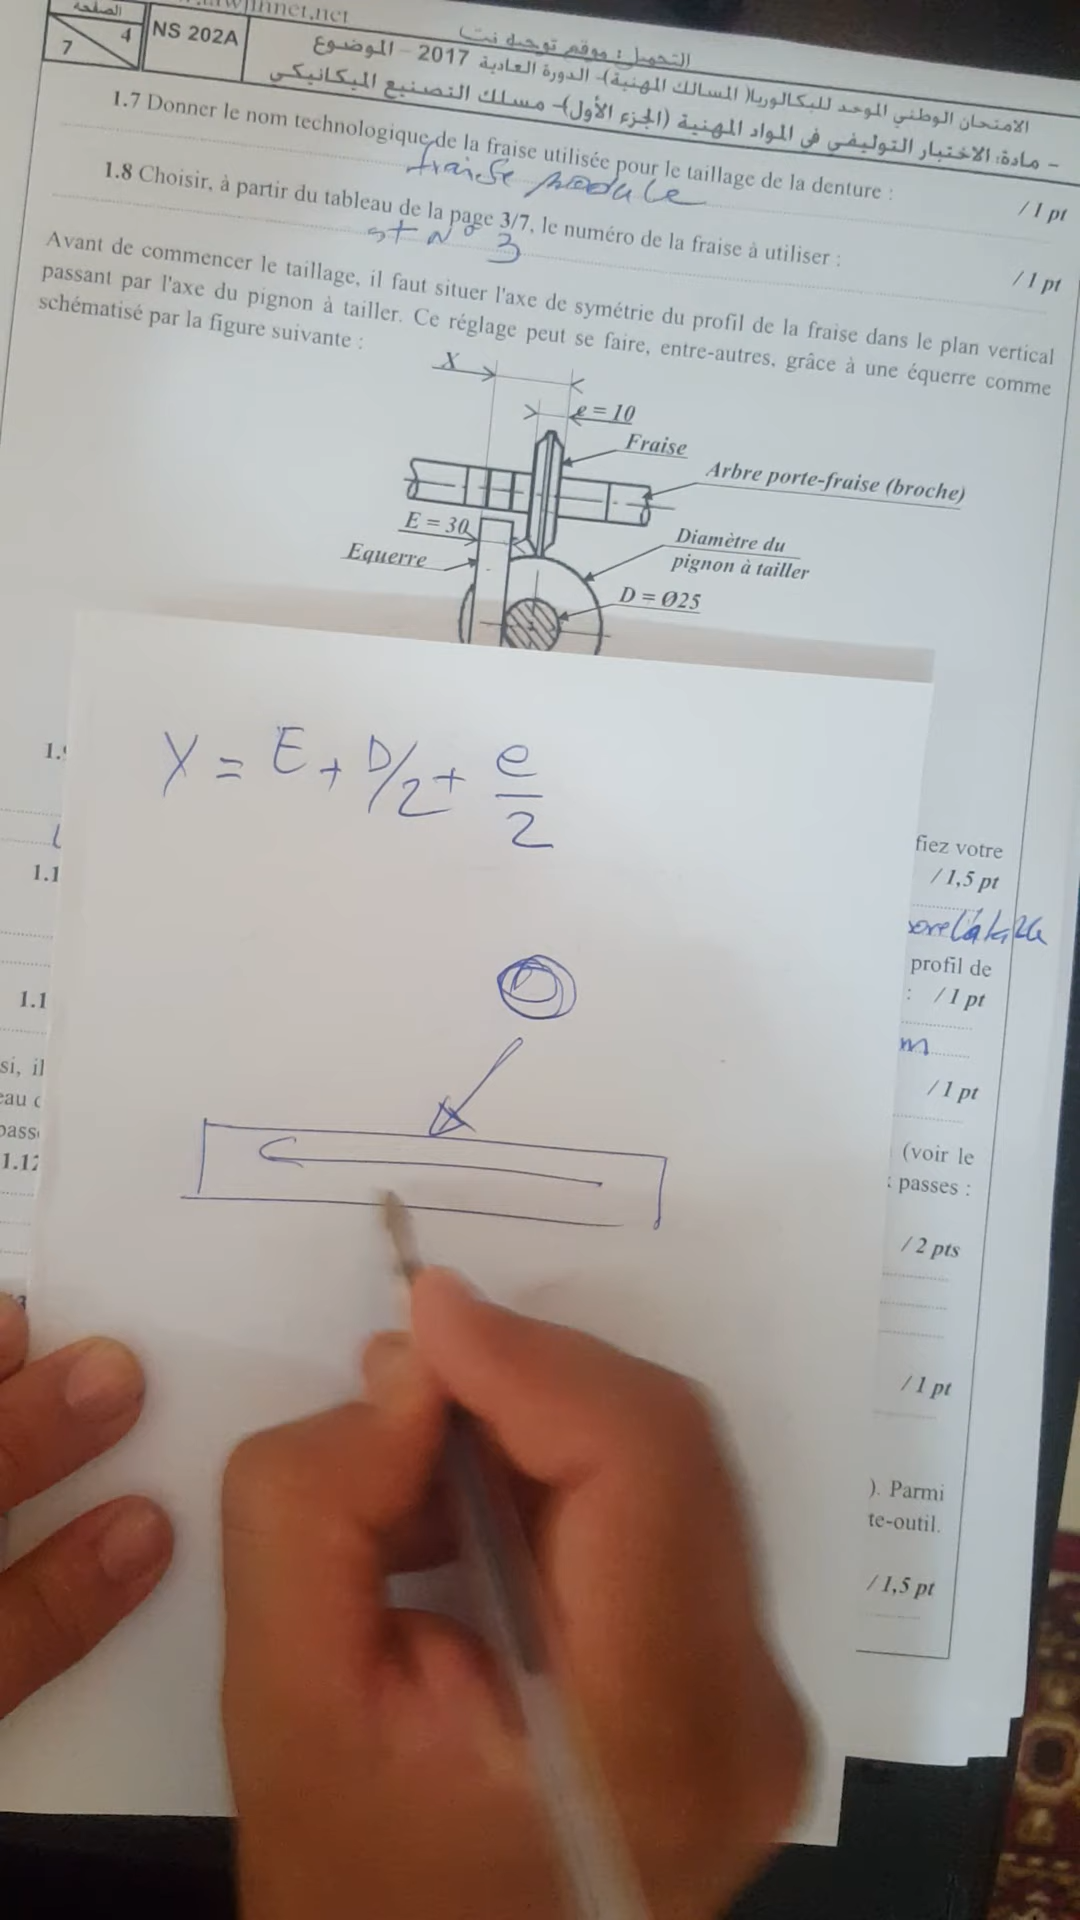 الصفحة
4
7
NS 202A
التحميل: موقع توجيه نت
الامتحان الوطني الموحد للبكالوريا (المسالك المهنية)- الدورة العادية 2017 - الموضوع
- مادة: الاختبار التوليفي في المواد المهنية (الجزء الأول)- مسلك التصنيع الميكانيكي
1.7 Donner le nom technologique de la fraise utilisée pour le taillage de la denture :
/ 1 pt
fraise module
1.8 Choisir, à partir du tableau de la page 3/7, le numéro de la fraise à utiliser :
/ 1 pt
N° 3
Avant de commencer le taillage, il faut situer l'axe de symétrie du profil de la fraise dans le plan vertical
passant par l'axe du pignon à tailler. Ce réglage peut se faire, entre-autres, grâce à une équerre comme
schématisé par la figure suivante :
X
e = 10
Fraise
Arbre porte-fraise (broche)
E = 30
Equerre
Diamètre du
pignon à tailler
D = Ø25
X = E + D/2 + e/2
fiez votre
/ 1,5 pt
profil de
: / 1 pt
m
/ 1 pt
si, il
(voir le
passes :
1.12
/ 2 pts
/ 1 pt
). Parmi
te-outil.
/ 1,5 pt